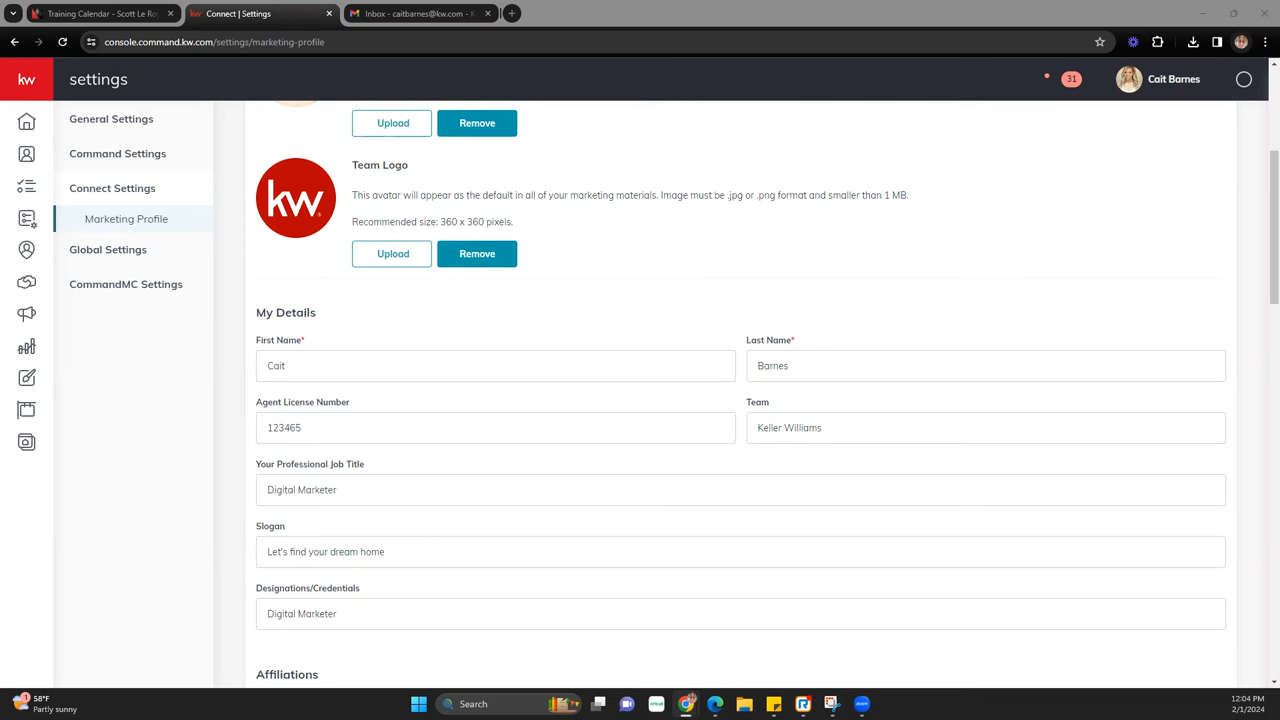 Training Calendar - Scott Le Ro
Connect | Settings
Inbox - caitbarnes@kw.com - K
console.command.kw.com/settings/marketing-profile
kw
settings
31
Cait Barnes
General Settings
Command Settings
Connect Settings
Marketing Profile
Global Settings
CommandMC Settings
Upload
Remove
Team Logo
kw
This avatar will appear as the default in all of your marketing materials. Image must be .jpg or .png format and smaller than 1 MB.
Recommended size: 360 x 360 pixels.
Upload
Remove
My Details
First Name*
Last Name*
Cait
Barnes
Agent License Number
Team
123465
Keller Williams
Your Professional Job Title
Digital Marketer
Slogan
Let's find your dream home
Designations/Credentials
Digital Marketer
Affiliations
1
58°F
Partly sunny
Search
cricut
zoom
12:04 PM
2/1/2024